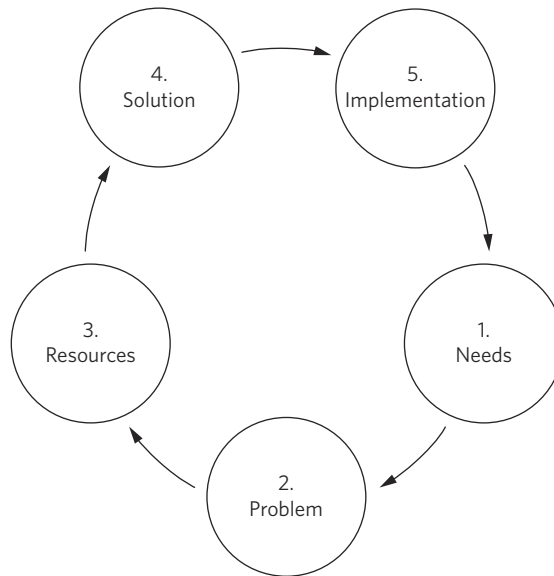 4.
Solution
5.
Implementation
3.
Resources
1.
Needs
2.
Problem